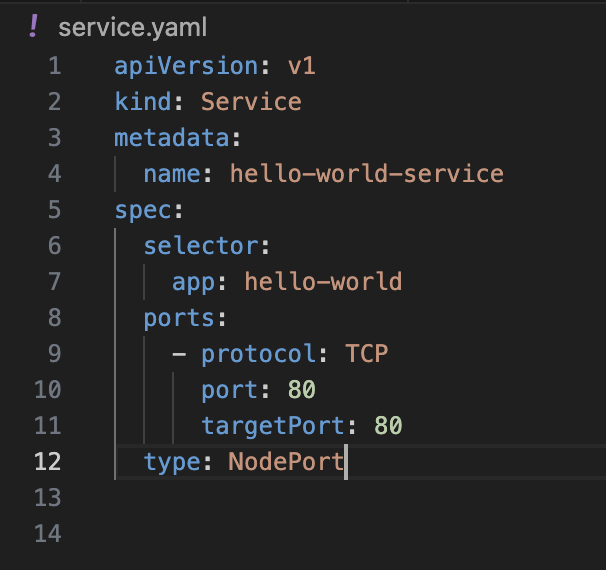 ! service.yaml
1 apiVersion: v1
2 kind: Service
3 metadata:
4   name: hello-world-service
5 spec:
6   selector:
7     app: hello-world
8   ports:
9     - protocol: TCP
10       port: 80
11       targetPort: 80
12   type: NodePort
13
14